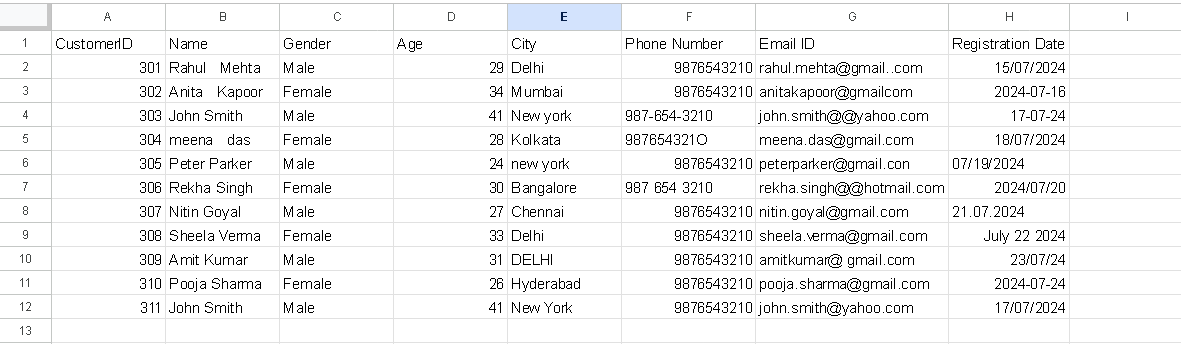 A B C D E F G H I
1 CustomerID Name Gender Age City Phone Number Email ID Registration Date
2 301 Rahul   Mehta Male 29 Delhi 9876543210 rahul.mehta@gmail..com 15/07/2024
3 302 Anita   Kapoor Female 34 Mumbai 9876543210 anitakapoor@gmailcom 2024-07-16
4 303 John Smith Male 41 New york 987-654-3210 john.smith@@yahoo.com 17-07-24
5 304 meena   das Female 28 Kolkata 987654321O meena.das@gmail.com 18/07/2024
6 305 Peter Parker Male 24 new york 9876543210 peterparker@gmail.con 07/19/2024
7 306 Rekha Singh Female 30 Bangalore 987 654 3210 rekha.singh@@hotmail.com 2024/07/20
8 307 Nitin Goyal Male 27 Chennai 9876543210 nitin.goyal@gmail.com 21.07.2024
9 308 Sheela Verma Female 33 Delhi 9876543210 sheela.verma@gmail.com July 22 2024
10 309 Amit Kumar Male 31 DELHI 9876543210 amitkumar@ gmail.com 23/07/24
11 310 Pooja Sharma Female 26 Hyderabad 9876543210 pooja.sharma@gmail.com 2024-07-24
12 311 John Smith Male 41 New York 9876543210 john.smith@yahoo.com 17/07/2024
13